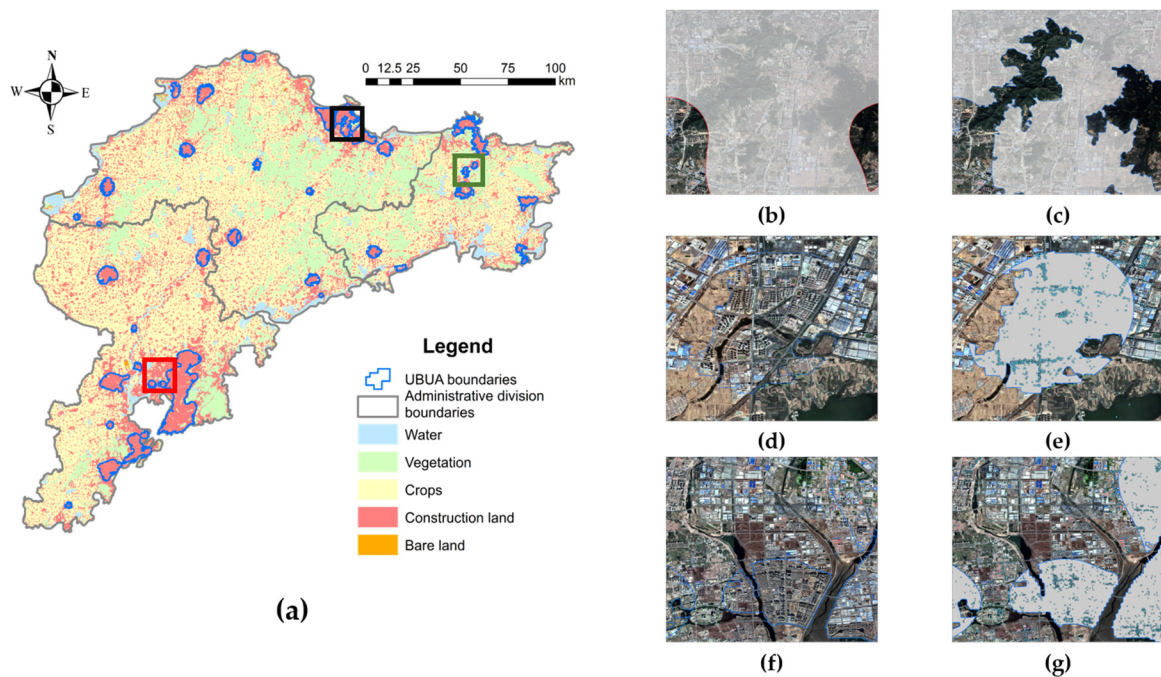 N
W
E
S
0 12.5 25 50 75 100
km
Legend
UBUA boundaries
Administrative division
boundaries
Water
Vegetation
Crops
Construction land
Bare land
(a)
(b)
(c)
(d)
(e)
(f)
(g)